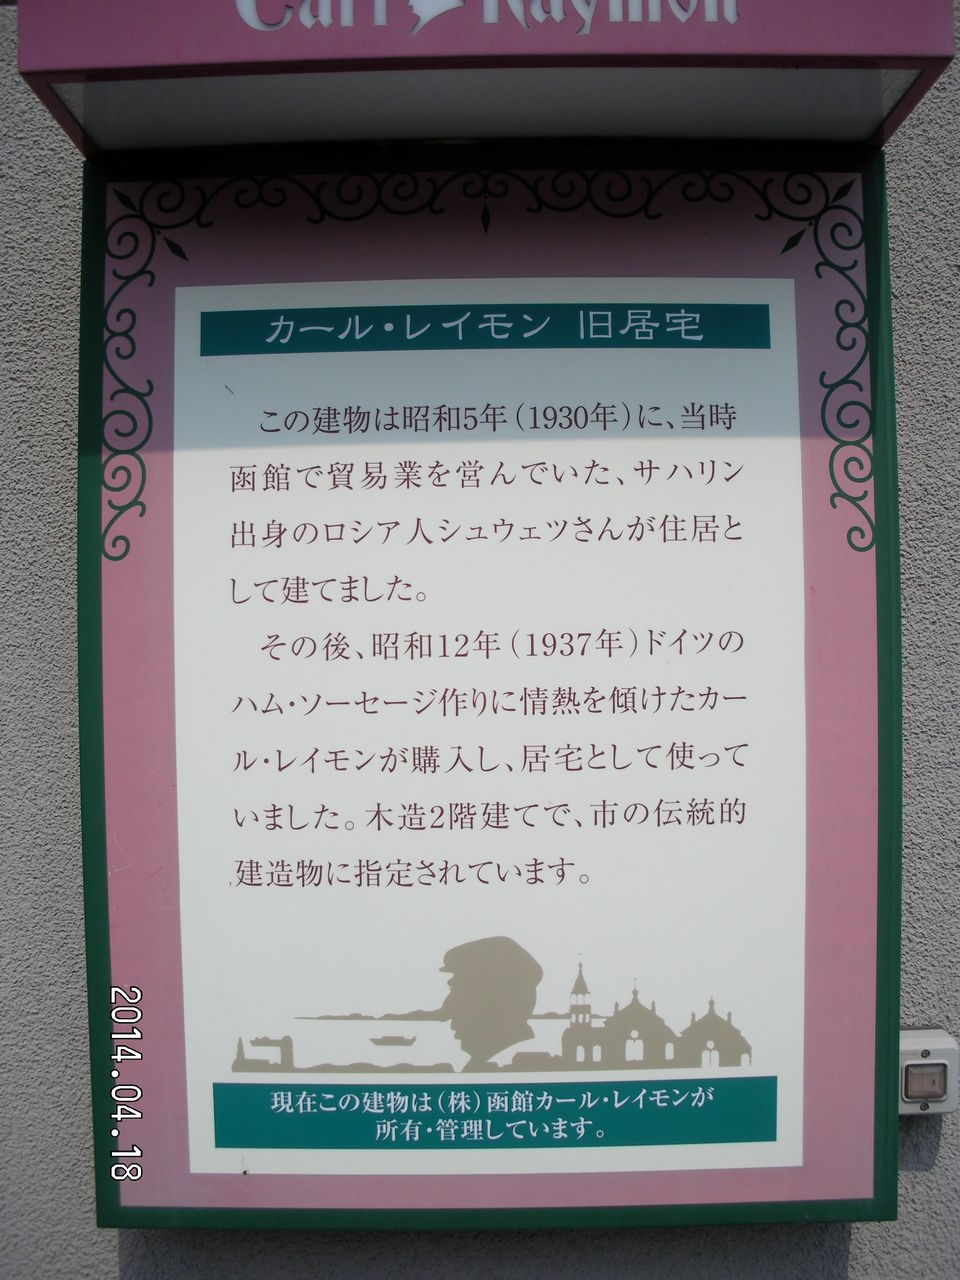 Carl Raymon
カール・レイモン 旧居宅
この建物は昭和5年(1930年)に、当時
函館で貿易業を営んでいた、サハリン
出身のロシア人シュウェツさんが住居と
して建てました。
その後、昭和12年(1937年)ドイツの
ハム・ソーセージ作りに情熱を傾けたカー
ル・レイモンが購入し、居宅として使って
いました。木造2階建てで、市の伝統的
建造物に指定されています。
現在この建物は(株)函館カール・レイモンが
所有・管理しています。
2014.04.18